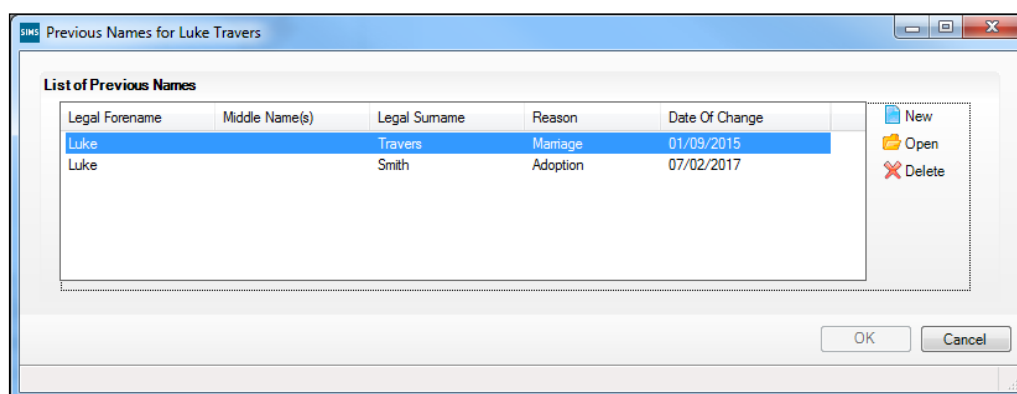 SIMS Previous Names for Luke Travers
List of Previous Names
Legal Forename Middle Name(s) Legal Surname Reason Date Of Change
New
Luke Travers Marriage 01/09/2015
Open
Luke Smith Adoption 07/02/2017
Delete
OK Cancel